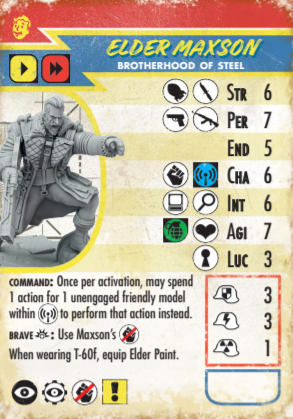 ELDER MAXSON
BROTHERHOOD OF STEEL
STR 6
PER 7
END 5
CHA 6
INT 6
AGI 7
LUC 3
COMMAND: Once per activation, may spend
1 action for 1 unengaged friendly model
within to perform that action instead.
BRAVE : Use Maxson's
When wearing T-60f, equip Elder Paint.
3
3
1
!